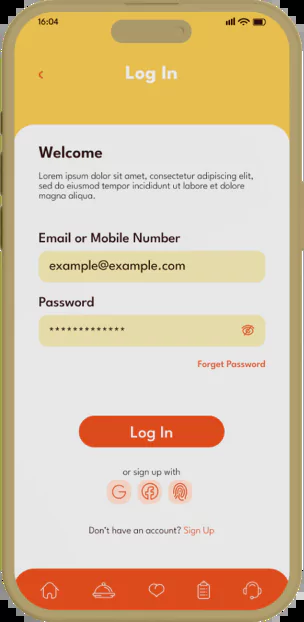 16:04
Log In
Welcome
Lorem ipsum dolor sit amet, consectetur adipiscing elit,
sed do eiusmod tempor incididunt ut labore et dolore
magna aliqua.
Email or Mobile Number
example@example.com
Password
*************
Forget Password
Log In
or sign up with
Don't have an account? Sign Up